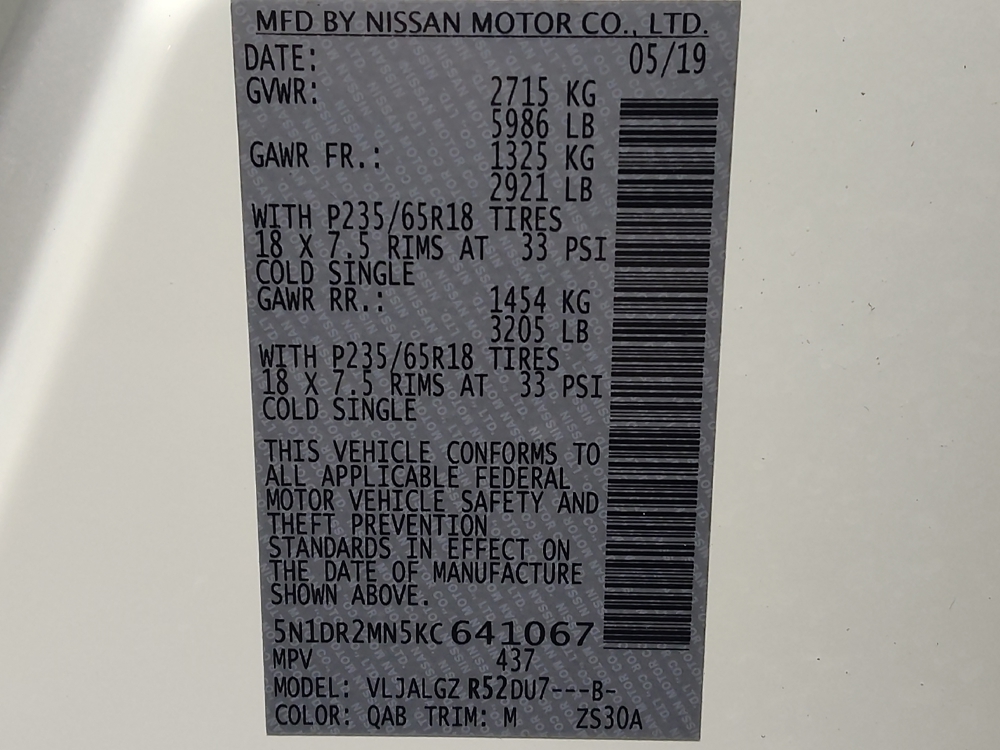 MFD BY NISSAN MOTOR CO., LTD.
DATE: 05/19
GVWR: 2715 KG
5986 LB
GAWR FR.: 1325 KG
2921 LB
WITH P235/65R18 TIRES
18 X 7.5 RIMS AT 33 PSI
COLD SINGLE
GAWR RR.: 1454 KG
3205 LB
WITH P235/65R18 TIRES
18 X 7.5 RIMS AT 33 PSI
COLD SINGLE
THIS VEHICLE CONFORMS TO
ALL APPLICABLE FEDERAL
MOTOR VEHICLE SAFETY AND
THEFT PREVENTION
STANDARDS IN EFFECT ON
THE DATE OF MANUFACTURE
SHOWN ABOVE.
5N1DR2MN5KC641067
MPV 437
MODEL: VLJALGZ R52DU7---B-
COLOR: QAB TRIM: M ZS30A